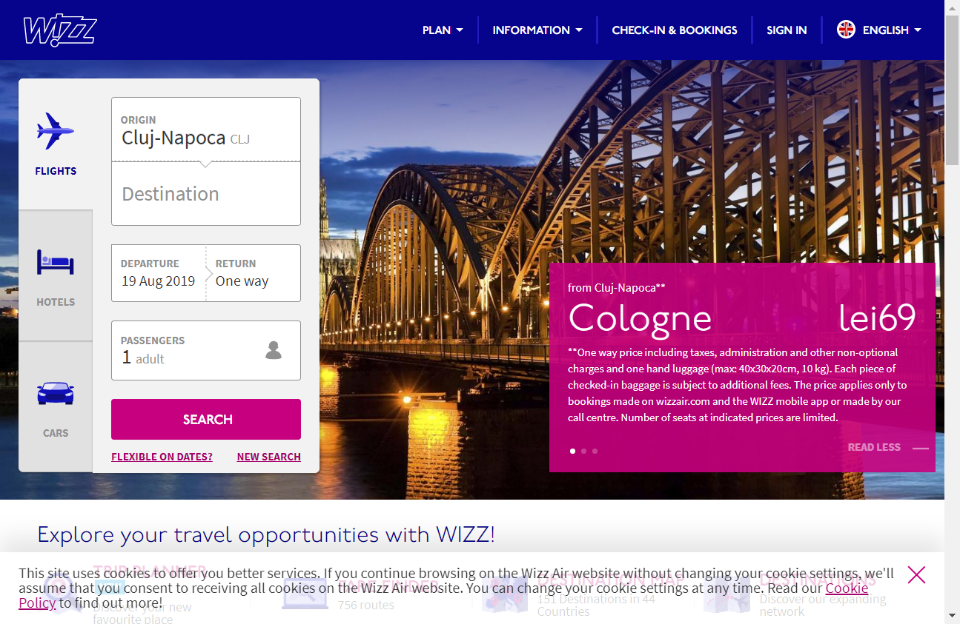 WIZZ
PLAN
INFORMATION
CHECK-IN & BOOKINGS
SIGN IN
ENGLISH
FLIGHTS
HOTELS
CARS
ORIGIN
Cluj-Napoca CLJ
Destination
DEPARTURE
19 Aug 2019
RETURN
One way
PASSENGERS
1 adult
SEARCH
FLEXIBLE ON DATES?
NEW SEARCH
from Cluj-Napoca**
Cologne lei69
**One way price including taxes, administration and other non-optional
charges and one hand luggage (max: 40x30x20cm, 10 kg). Each piece of
checked-in baggage is subject to additional fees. The price applies only to
bookings made on wizzair.com and the WIZZ mobile app or made by our
call centre. Number of seats at indicated prices are limited.
READ LESS
Explore your travel opportunities with WIZZ!
This site uses cookies to offer you better services. If you continue browsing on the Wizz Air website without changing your Cookie settings, we'll
assume that you consent to receiving all cookies on the Wizz Air website. You can change your cookie settings at any time. Read our Cookie
Policy to find out more!
TRIP PLANNER
Discover your new
favourite place
756 routes
151 Destinations in 44
Countries
Discover our expanding
network